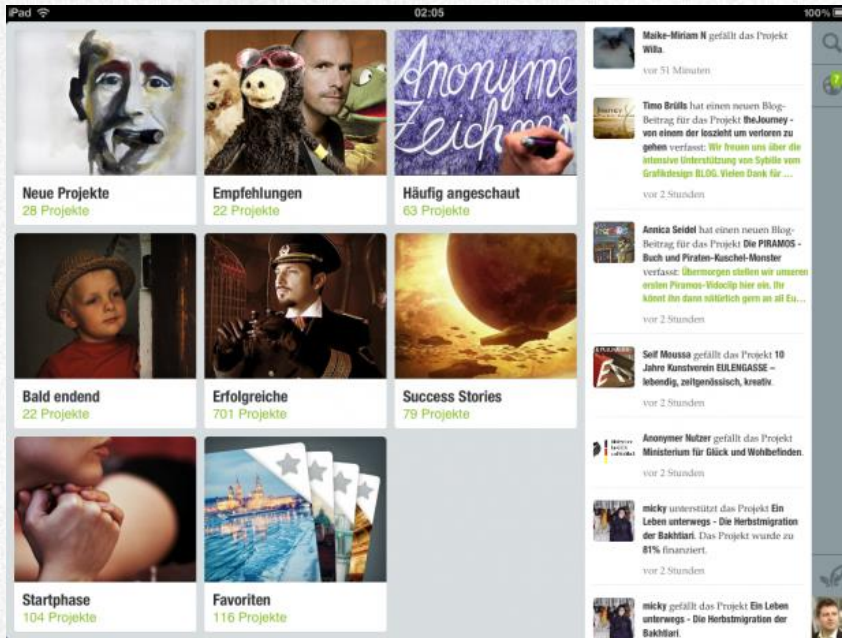 iPad 02:05 100%
Anonyme
Zeichner
Neue Projekte
28 Projekte
Empfehlungen
22 Projekte
Häufig angeschaut
63 Projekte
Bald endend
22 Projekte
Erfolgreiche
701 Projekte
Success Stories
79 Projekte
Startphase
104 Projekte
Favoriten
116 Projekte
Maike-Miriam N gefällt das Projekt
Willa.
vor 51 Minuten
Timo Brülls hat einen neuen Blog-
Beitrag für das Projekt theJourney -
von einem der loszieht um verloren zu
gehen verfasst: Wir freuen uns über die
intensive Unterstützung von Sybille vom
Grafikdesign BLOG. Vielen Dank für ...
vor 2 Stunden
Annica Seidel hat einen neuen Blog-
Beitrag für das Projekt Die PIRAMOS -
Buch und Piraten-Kuschel-Monster
verfasst: Übermorgen stellen wir unseren
ersten Piramos-Vidoclip hier ein, Ihr
könnt ihn dann nätürlich gern an all Eu...
vor 2 Stunden
Seif Moussa gefällt das Projekt 10
Jahre Kunstverein EULENGASSE –
lebendig, zeitgenössisch, kreativ.
vor 2 Stunden
Anonymer Nutzer gefällt das Projekt
Ministerium für Glück und Wohlbefinden.
vor 2 Stunden
micky unterstützt das Projekt Ein
Leben unterwegs - Die Herbstmigration
der Bakhtiari. Das Projekt wurde zu
81% finanziert.
vor 2 Stunden
micky gefällt das Projekt Ein Leben
unterwegs - Die Herbstmigration der
Bakhtiari.
7